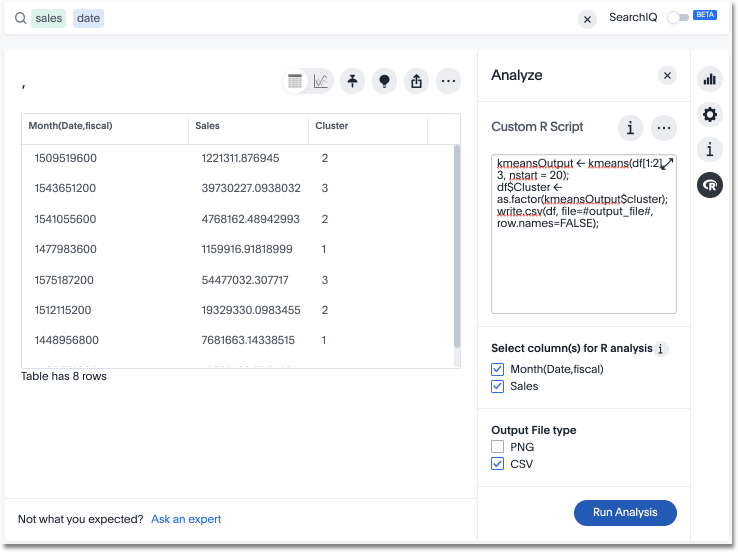 sales date
SearchIQ BETA
,
Analyze
Custom R Script
Month(Date,fiscal) Sales Cluster
1509519600 1221311.876945 2
1543651200 39730227.0938032 3
1541055600 4768162.48942993 2
1477983600 1159916.91818999 1
1575187200 54477032.307717 3
1512115200 19329330.0983455 2
1448956800 7681663.14338515 1
Table has 8 rows
kmeansOutput <- kmeans(df[1:2],
3, nstart = 20);
df$Cluster <-
as.factor(kmeansOutput$cluster);
write.csv(df, file=#output_file#,
row.names=FALSE);
Select column(s) for R analysis
Month(Date,fiscal)
Sales
Output File type
PNG
CSV
Not what you expected? Ask an expert
Run Analysis